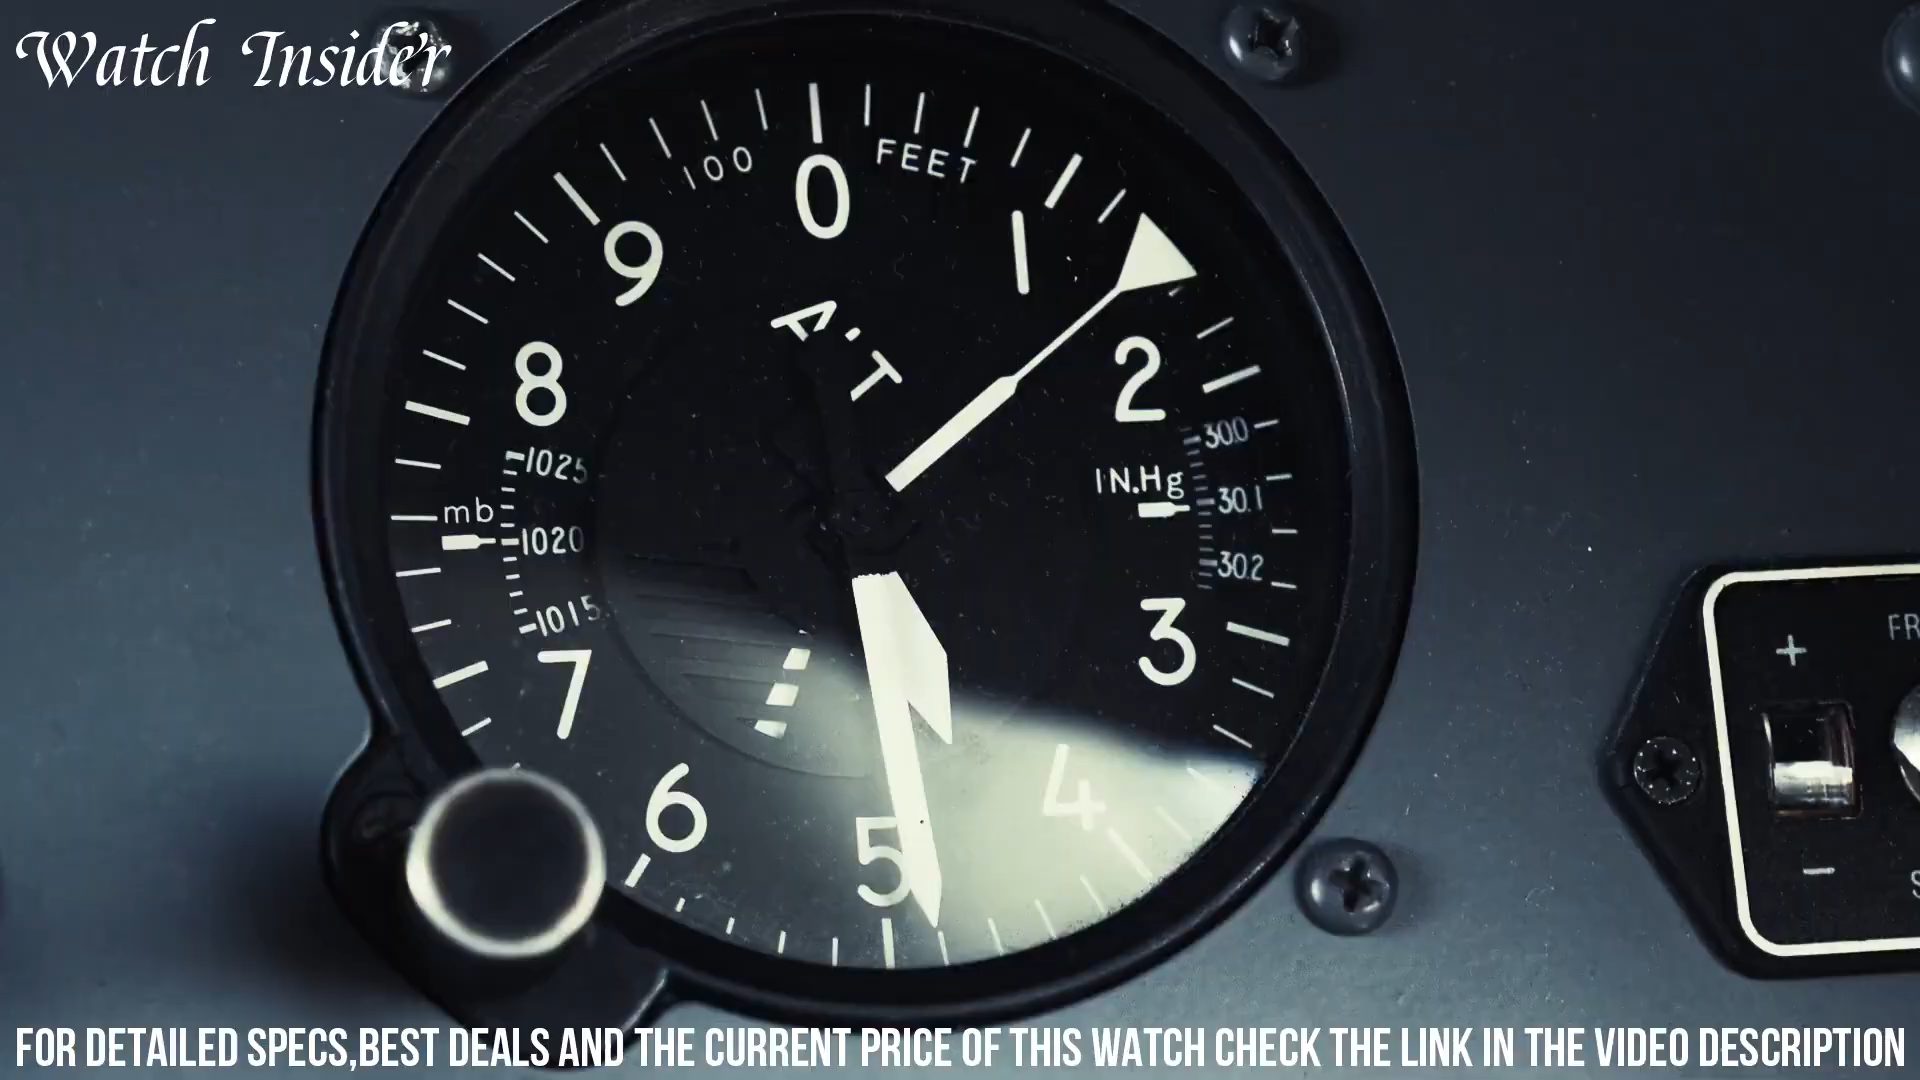 Watch Insider
100 FEET
0
1
2
3
4
5
6
7
8
9
A'T
1025
mb
1020
1015
30.0
IN.Hg
30.1
30.2
+
FR
-
S
FOR DETAILED SPECS,BEST DEALS AND THE CURRENT PRICE OF THIS WATCH CHECK THE LINK IN THE VIDEO DESCRIPTION